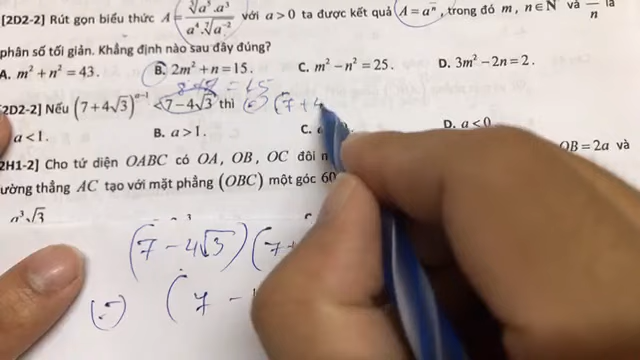 [2D2-2] Rút gọn biểu thức A = a³ / a⁴ với a > 0 ta được kết quả A = a^(m/n), trong đó m, n ∈ và là
phân số tối giản. Khẳng định nào sau đây đúng?
A. m² + n² = 43. B. 2m² + n = 15. C. m² − n² = 25. D. 3m² − 2n = 2.
= 15
2D2-2] Nếu (7 + 4√3)^(a−1) < 7 − 4√3 thì (7 + 4
a < 1. B. a > 1. C. D. a < 0
2H1-2] Cho tứ diện OABC có OA, OB, OC đôi OB = 2a và
ường thẳng AC tạo với mặt phẳng (OBC) một góc 60
a³√3
(7 − 4√3) (7
(7 −